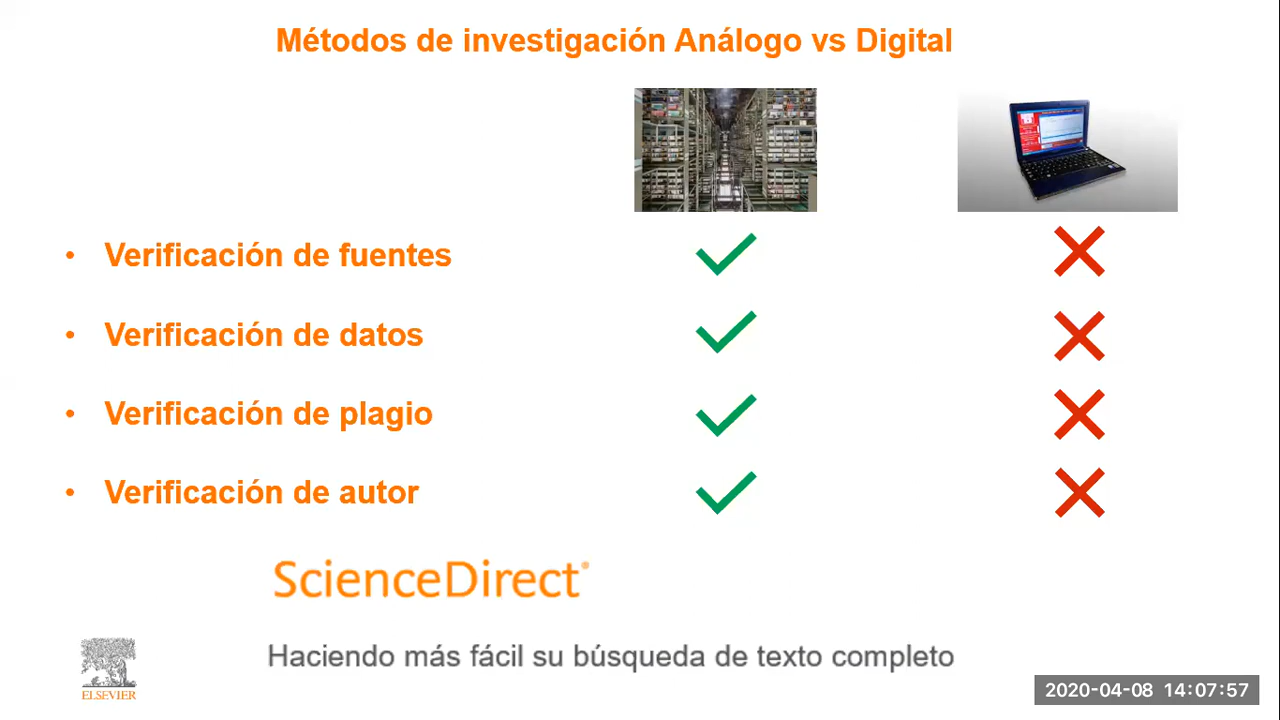 Métodos de investigación Análogo vs Digital
• Verificación de fuentes
• Verificación de datos
• Verificación de plagio
• Verificación de autor
ScienceDirect®
Haciendo más fácil su búsqueda de texto completo
ELSEVIER
2020-04-08 14:07:57